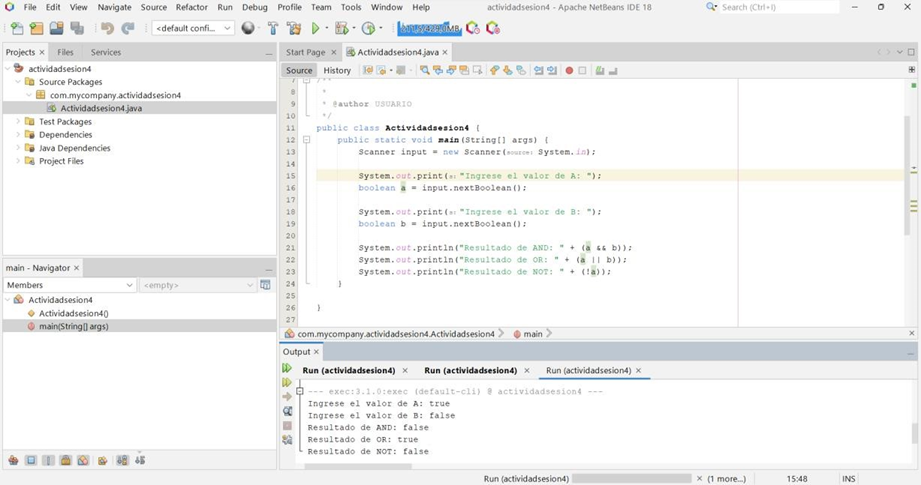 File Edit View Navigate Source Refactor Run Debug Profile Team Tools Window Help
actividadsesion4 - Apache NetBeans IDE 18
Search (Ctrl+I)
<default confi...
Projects Files Services
actividadsesion4
Source Packages
com.mycompany.actividadsesion4
Actividadsesion4.java
Test Packages
Dependencies
Java Dependencies
Project Files
main - Navigator
Members <empty>
Actividadsesion4
Actividadsesion4()
main(String[] args)
Start Page Actividadsesion4.java
Source History
7 /**
8 *
9 * @author USUARIO
10 */
11 public class Actividadsesion4 {
12 public static void main(String[] args) {
13 Scanner input = new Scanner(source: System.in);
14
15 System.out.print(s: "Ingrese el valor de A: ");
16 boolean a = input.nextBoolean();
17
18 System.out.print(s: "Ingrese el valor de B: ");
19 boolean b = input.nextBoolean();
20
21 System.out.println("Resultado de AND: " + (a && b));
22 System.out.println("Resultado de OR: " + (a || b));
23 System.out.println("Resultado de NOT: " + (!a));
24 }
25
26 }
27
com.mycompany.actividadsesion4.Actividadsesion4 main
Output
Run (actividadsesion4) Run (actividadsesion4) Run (actividadsesion4)
--- exec:3.1.0:exec (default-cli) @ actividadsesion4 ---
Ingrese el valor de A: true
Ingrese el valor de B: false
Resultado de AND: false
Resultado de OR: true
Resultado de NOT: false
Run (actividadsesion4) (1 more...) 15:48 INS